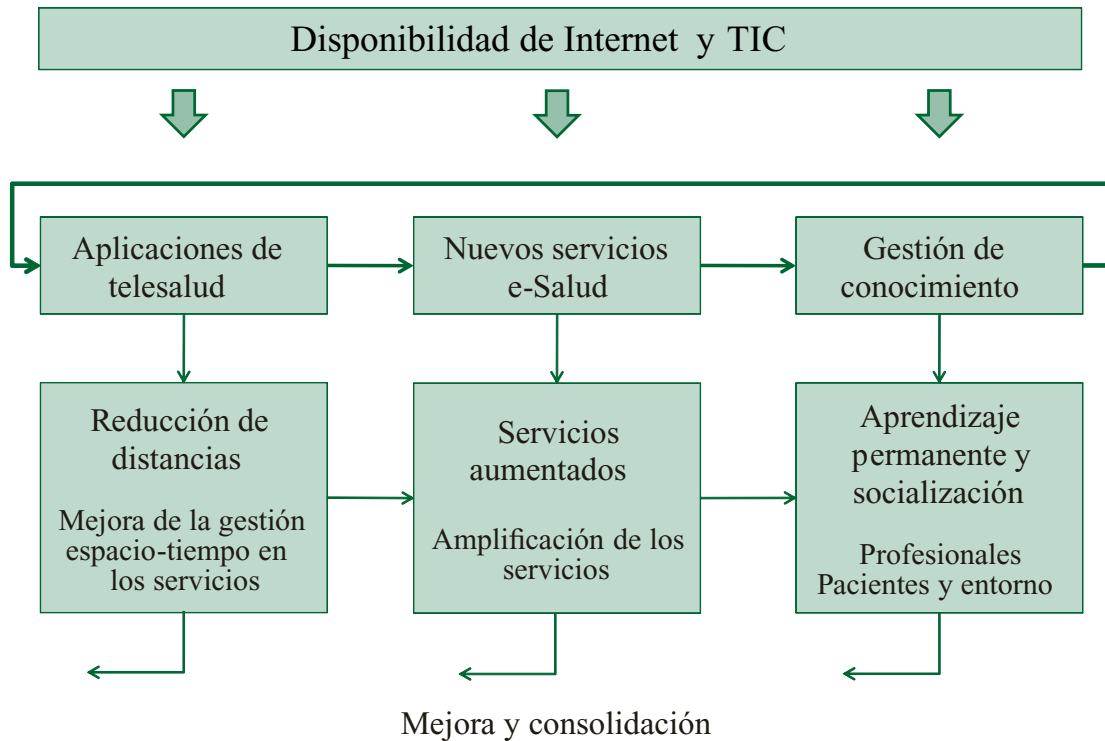 Disponibilidad de Internet y TIC
Aplicaciones de
telesalud
Nuevos servicios
e-Salud
Gestión de
conocimiento
Reducción de
distancias
Mejora de la gestión
espacio-tiempo en
los servicios
Servicios
aumentados
Amplificación de los
servicios
Aprendizaje
permanente y
socialización
Profesionales
Pacientes y entorno
Mejora y consolidación